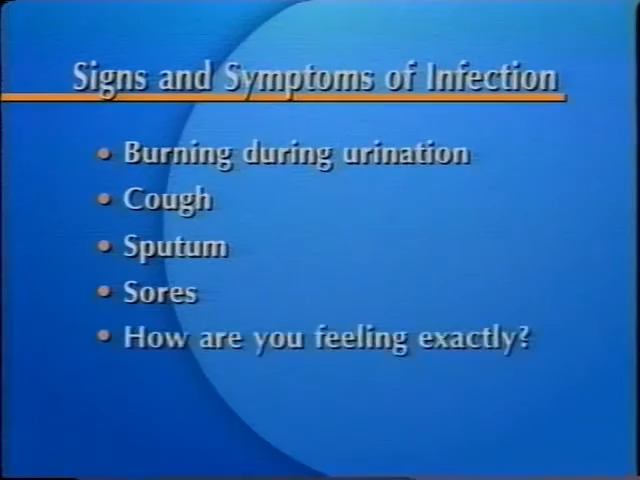 Signs and Symptoms of Infection
• Burning during urination
• Cough
• Sputum
• Sores
• How are you feeling exactly?